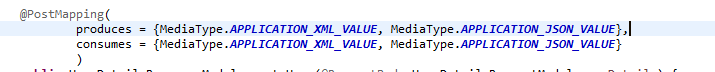 @PostMapping(
produces = {MediaType.APPLICATION_XML_VALUE, MediaType.APPLICATION_JSON_VALUE},
consumes = {MediaType.APPLICATION_XML_VALUE, MediaType.APPLICATION_JSON_VALUE}
)